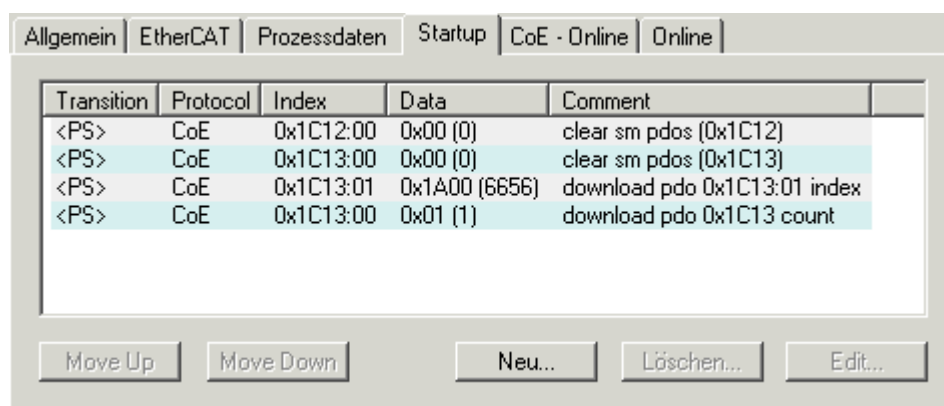 Allgemein EtherCAT Prozessdaten Startup CoE - Online Online
Transition Protocol Index Data Comment
<PS> CoE 0x1C12:00 0x00 (0) clear sm pdos (0x1C12)
<PS> CoE 0x1C13:00 0x00 (0) clear sm pdos (0x1C13)
<PS> CoE 0x1C13:01 0x1A00 (6656) download pdo 0x1C13:01 index
<PS> CoE 0x1C13:00 0x01 (1) download pdo 0x1C13 count
Move Up Move Down Neu... Löschen... Edit...